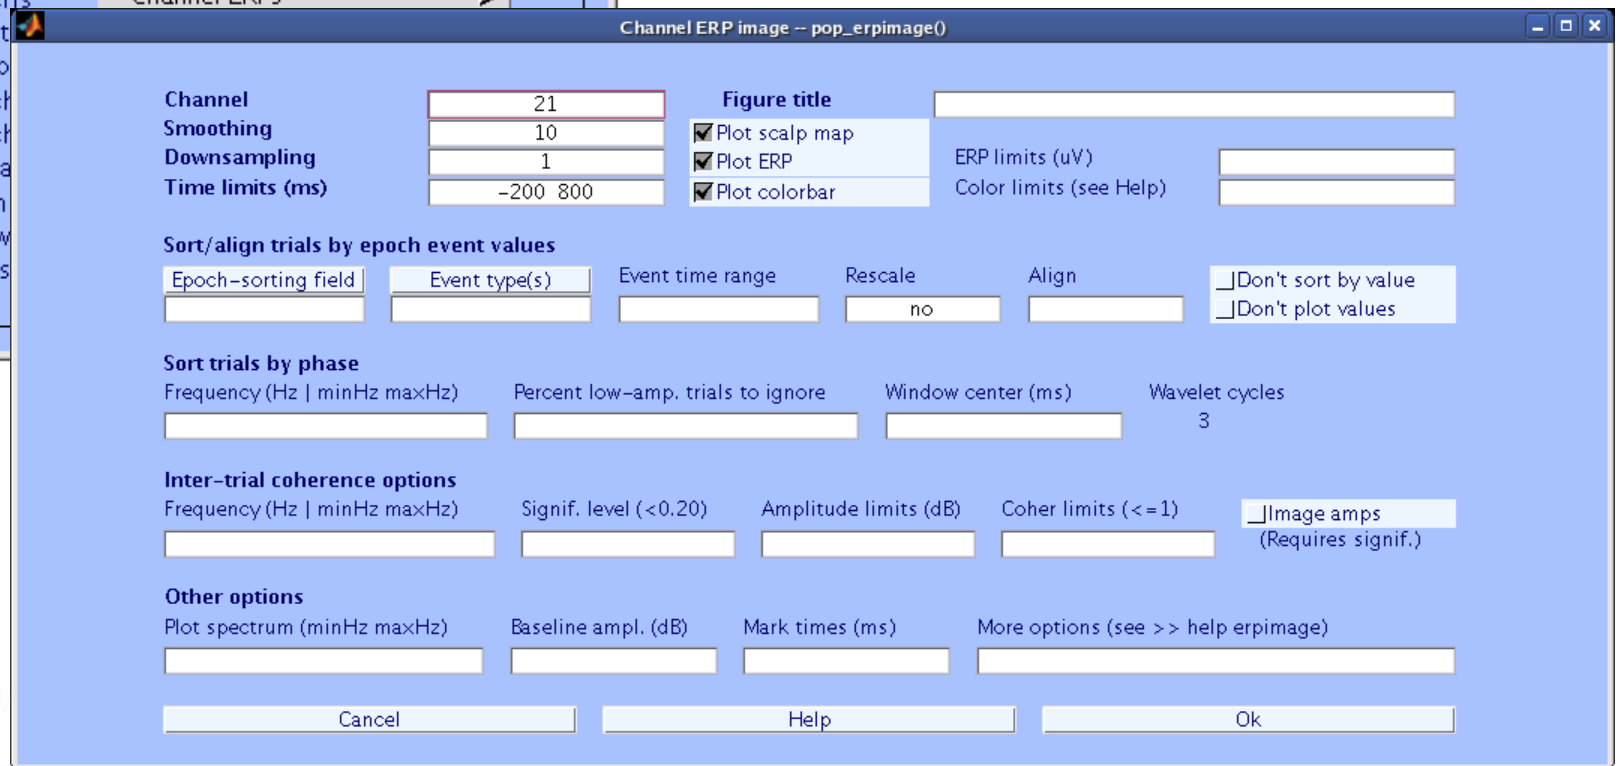 Channel ERP image -- pop_erpimage()
Channel 21 Figure title
Smoothing 10 Plot scalp map
Downsampling 1 Plot ERP ERP limits (uV)
Time limits (ms) -200 800 Plot colorbar Color limits (see Help)
Sort/align trials by epoch event values
Epoch-sorting field Event type(s) Event time range Rescale Align Don't sort by value
no Don't plot values
Sort trials by phase
Frequency (Hz | minHz maxHz) Percent low-amp. trials to ignore Window center (ms) Wavelet cycles
3
Inter-trial coherence options
Frequency (Hz | minHz maxHz) Signif. level (<0.20) Amplitude limits (dB) Coher limits (<=1) Image amps
(Requires signif.)
Other options
Plot spectrum (minHz maxHz) Baseline ampl. (dB) Mark times (ms) More options (see >> help erpimage)
Cancel Help Ok